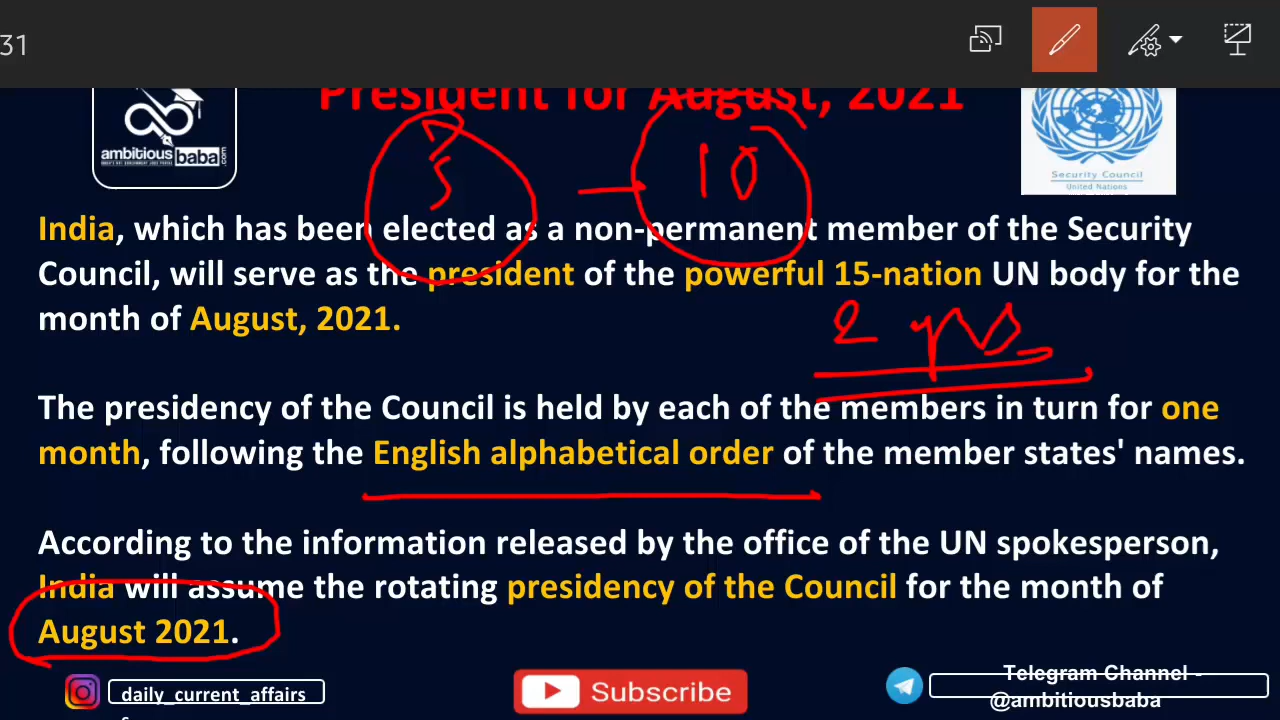 31
President for August, 2021
ambitiousbaba.com
Security Council
United Nations
5 - 10
India, which has been elected as a non-permanent member of the Security
Council, will serve as the president of the powerful 15-nation UN body for the
month of August, 2021.
2 yrs
The presidency of the Council is held by each of the members in turn for one
month, following the English alphabetical order of the member states' names.
According to the information released by the office of the UN spokesperson,
India will assume the rotating presidency of the Council for the month of
August 2021.
daily_current_affairs
Subscribe
Telegram Channel -
@ambitiousbaba